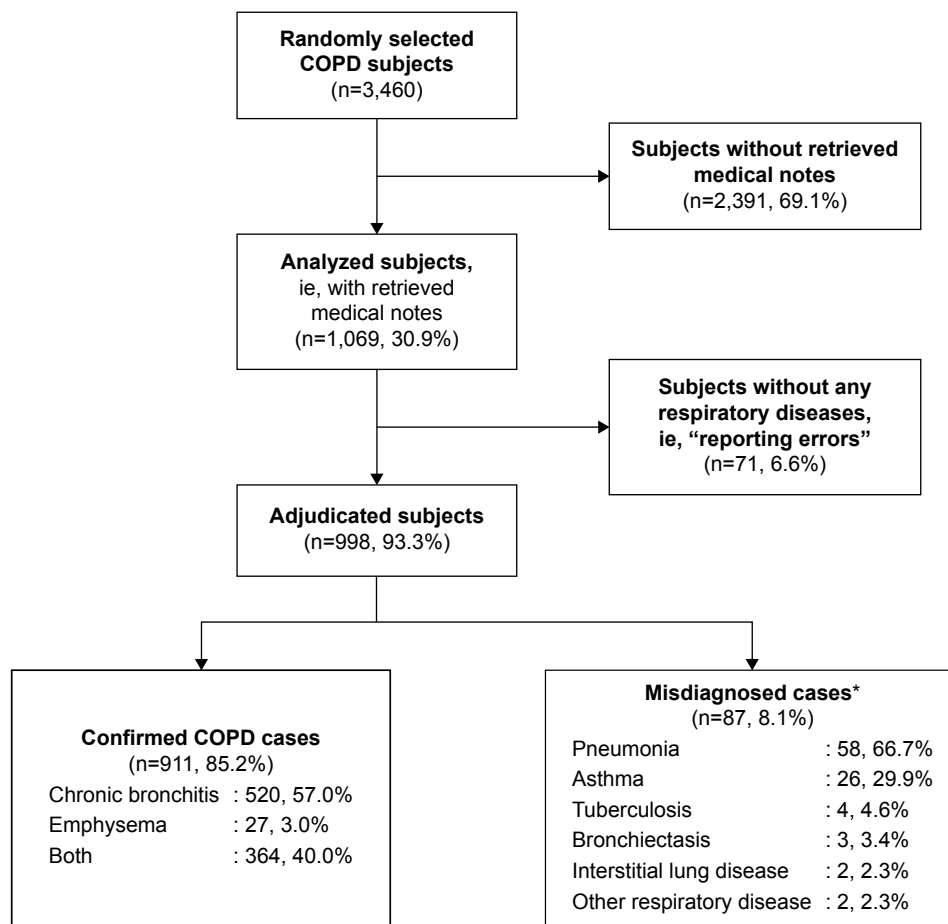 Randomly selected
COPD subjects
(n=3,460)
Subjects without retrieved
medical notes
(n=2,391, 69.1%)
Analyzed subjects,
ie, with retrieved
medical notes
(n=1,069, 30.9%)
Subjects without any
respiratory diseases,
ie, “reporting errors”
(n=71, 6.6%)
Adjudicated subjects
(n=998, 93.3%)
Confirmed COPD cases
(n=911, 85.2%)
Chronic bronchitis : 520, 57.0%
Emphysema : 27, 3.0%
Both : 364, 40.0%
Misdiagnosed cases*
(n=87, 8.1%)
Pneumonia : 58, 66.7%
Asthma : 26, 29.9%
Tuberculosis : 4, 4.6%
Bronchiectasis : 3, 3.4%
Interstitial lung disease : 2, 2.3%
Other respiratory disease : 2, 2.3%